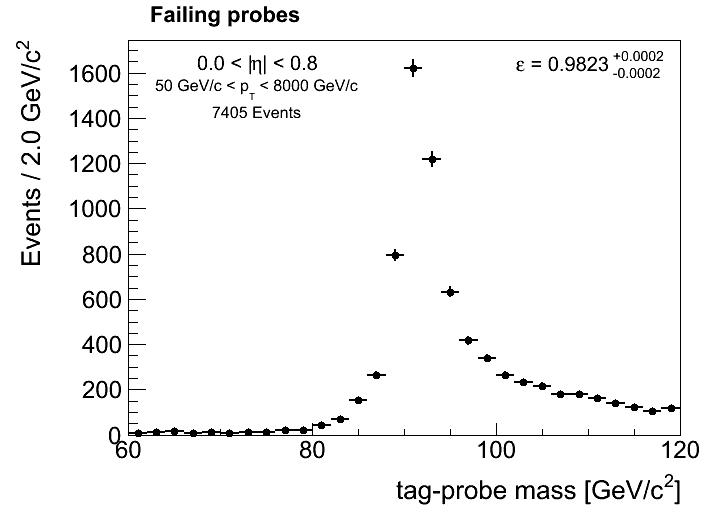 Failing probes
0.0 < |η| < 0.8
50 GeV/c < p_T < 8000 GeV/c
7405 Events
ε = 0.9823 +0.0002 -0.0002
Events / 2.0 GeV/c²
1600
1400
1200
1000
800
600
400
200
0
60 80 100 120
tag-probe mass [GeV/c²]